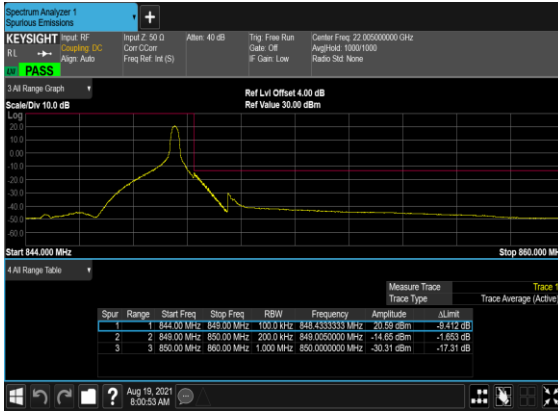 Spectrum Analyzer 1
Spurious Emissions
KEYSIGHT
Input: RF
Coupling: DC
Align: Auto
Input Z: 50 Ω
Corr CCorr
Freq Ref: Int (S)
Atten: 40 dB
Trig: Free Run
Gate: Off
IF Gain: Low
Center Freq: 22.005000000 GHz
Avg|Hold: 1000/1000
Radio Std: None
RL
PASS
3 All Range Graph
Ref Lvl Offset 4.00 dB
Scale/Div 10.0 dB
Ref Value 30.00 dBm
Log
20.0
10.0
0.00
-10.0
-20.0
-30.0
-40.0
-50.0
-60.0
Start 844.000 MHz
Stop 860.000 MH
4 All Range Table
Measure Trace
Trace 1
Trace Type
Trace Average (Active)
Spur Range Start Freq Stop Freq RBW Frequency Amplitude ΔLimit
1 1 844.00 MHz 849.00 MHz 100.0 kHz 848.4333333 MHz 20.59 dBm -9.412 dB
2 2 849.00 MHz 850.00 MHz 200.0 kHz 849.0050000 MHz -14.65 dBm -1.653 dB
3 3 850.00 MHz 860.00 MHz 1.000 MHz 850.0000000 MHz -30.31 dBm -17.31 dB
?
Aug 19, 2021
8:00:53 AM